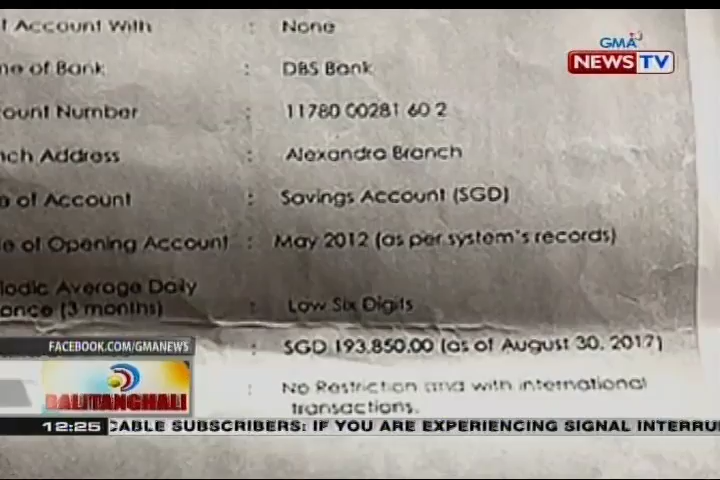 t Account With : None
GMA
NEWS TV
me of Bank : DBS Bank
count Number : 11780 00281 60 2
nch Address : Alexandra Branch
e of Account : Savings Account (SGD)
e of Opening Account : May 2012 (as per system's records)
iodic Average Daily
ance (3 months) : Low Six Digits
: SGD 193,850.00 (as of August 30, 2017)
FACEBOOK.COM/GMANEWS
: No Restriction and with international
transactions.
BALITANGHALI
12:25 CABLE SUBSCRIBERS: IF YOU ARE EXPERIENCING SIGNAL INTERRU